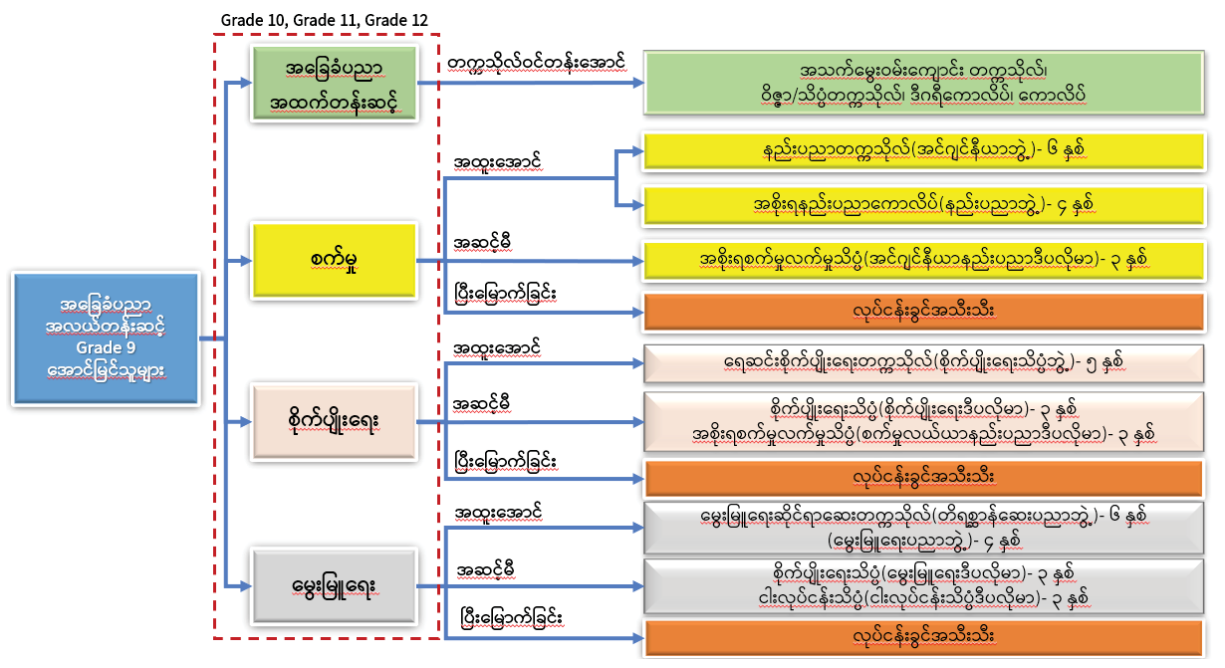 Grade 10, Grade 11, Grade 12
အခြေခံပညာ
အထက်တန်းဆင့်
တက္ကသိုလ်ဝင်တန်းအောင်
အသက်မွေးဝမ်းကျောင်း တက္ကသိုလ်၊
ဝိဇ္ဇာ/သိပ္ပံတက္ကသိုလ်၊ ဒီဂရီကောလိပ်၊ ကောလိပ်
အခြေခံပညာ
အလယ်တန်းဆင့်
Grade 9
အောင်မြင်သူများ
စက်မှု
အထူးအောင်
နည်းပညာတက္ကသိုလ်(အင်ဂျင်နီယာဘွဲ့)- ၆ နှစ်
အစိုးရနည်းပညာကောလိပ်(နည်းပညာဘွဲ့)- ၄ နှစ်
အဆင့်မီ
အစိုးရစက်မှုလက်မှုသိပ္ပံ(အင်ဂျင်နီယာနည်းပညာဒီပလိုမာ)- ၃ နှစ်
ပြီးမြောက်ခြင်း
လုပ်ငန်းခွင်အသီးသီး
စိုက်ပျိုးရေး
အထူးအောင်
ရေဆင်းစိုက်ပျိုးရေးတက္ကသိုလ်(စိုက်ပျိုးရေးသိပ္ပံဘွဲ့)- ၅ နှစ်
အဆင့်မီ
စိုက်ပျိုးရေးသိပ္ပံ(စိုက်ပျိုးရေးဒီပလိုမာ)- ၃ နှစ်
အစိုးရစက်မှုလက်မှုသိပ္ပံ(စက်မှုလယ်ယာနည်းပညာဒီပလိုမာ)- ၃ နှစ်
ပြီးမြောက်ခြင်း
လုပ်ငန်းခွင်အသီးသီး
မွေးမြူရေး
အထူးအောင်
မွေးမြူရေးဆိုင်ရာဆေးတက္ကသိုလ်(တိရစ္ဆာန်ဆေးပညာဘွဲ့)- ၆ နှစ်
(မွေးမြူရေးပညာဘွဲ့)- ၄ နှစ်
အဆင့်မီ
စိုက်ပျိုးရေးသိပ္ပံ(မွေးမြူရေးဒီပလိုမာ)- ၃ နှစ်
ငါးလုပ်ငန်းသိပ္ပံ(ငါးလုပ်ငန်းသိပ္ပံဒီပလိုမာ)- ၃ နှစ်
ပြီးမြောက်ခြင်း
လုပ်ငန်းခွင်အသီးသီး